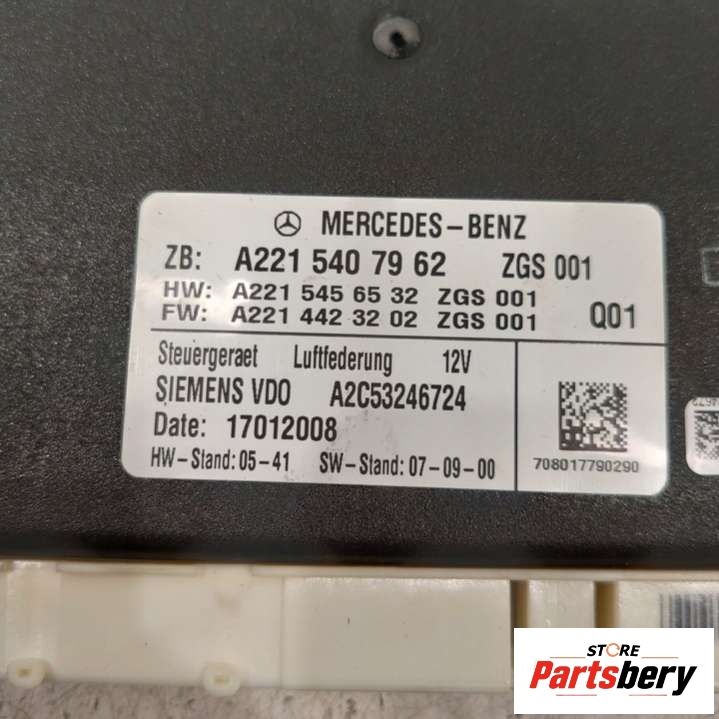 MERCEDES-BENZ
ZB: A221 540 79 62 ZGS 001
HW: A221 545 65 32 ZGS 001
FW: A221 442 32 02 ZGS 001 Q01
Steuergeraet Luftfederung 12V
SIEMENS VDO A2C53246724
Date: 17012008
HW-Stand: 05-41 SW-Stand: 07-09-00
708017790290
STORE
Partsbery